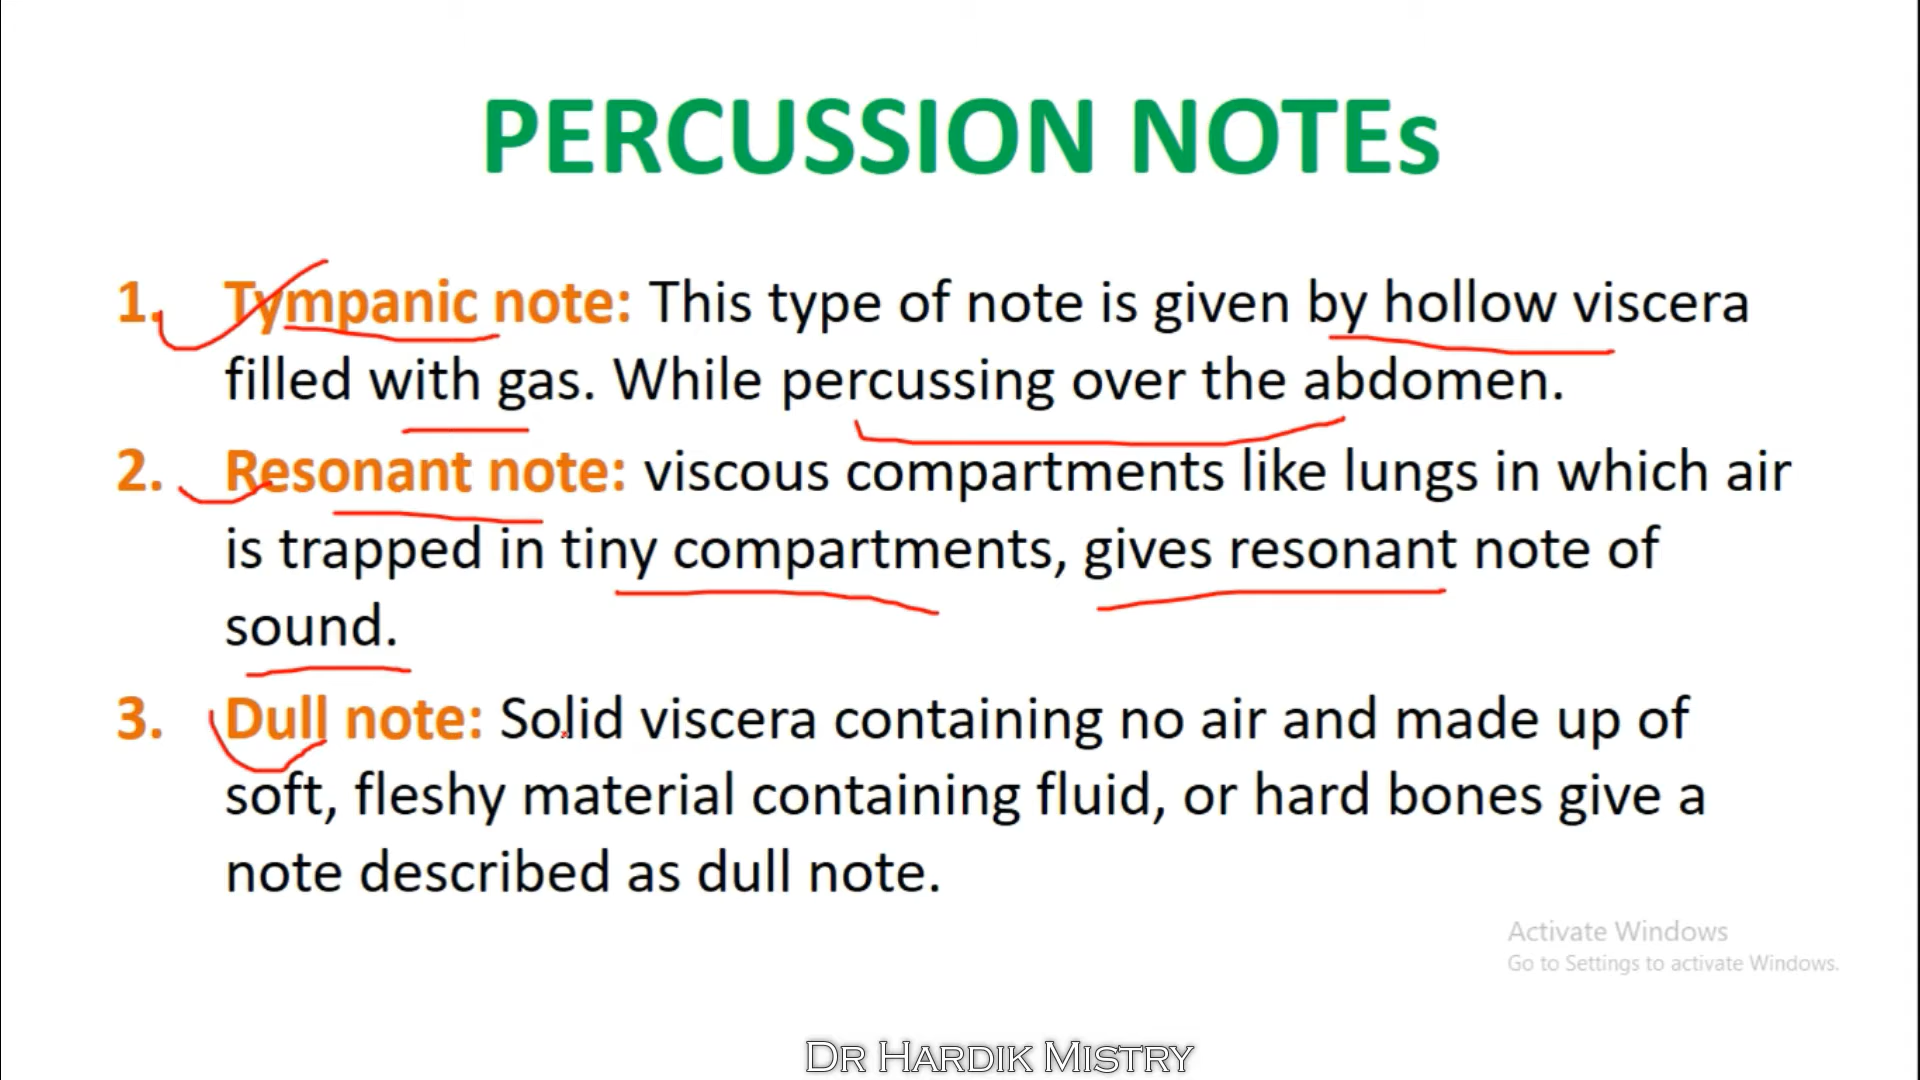 PERCUSSION NOTEs
1. Tympanic note: This type of note is given by hollow viscera
filled with gas. While percussing over the abdomen.
2. Resonant note: viscous compartments like lungs in which air
is trapped in tiny compartments, gives resonant note of
sound.
3. Dull note: Solid viscera containing no air and made up of
soft, fleshy material containing fluid, or hard bones give a
note described as dull note.
Activate Windows
Go to Settings to activate Windows.
DR HARDIK MISTRY